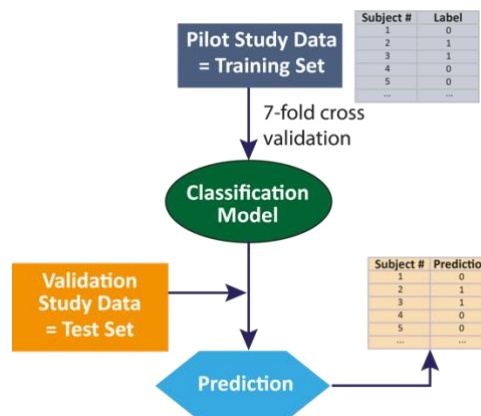 Pilot Study Data
= Training Set
Subject # Label
1 0
2 1
3 1
4 0
5 0
... ...
7-fold cross
validation
Classification
Model
Validation
Study Data
= Test Set
Subject # Predictio
1 0
2 1
3 1
4 0
5 0
... ...
Prediction